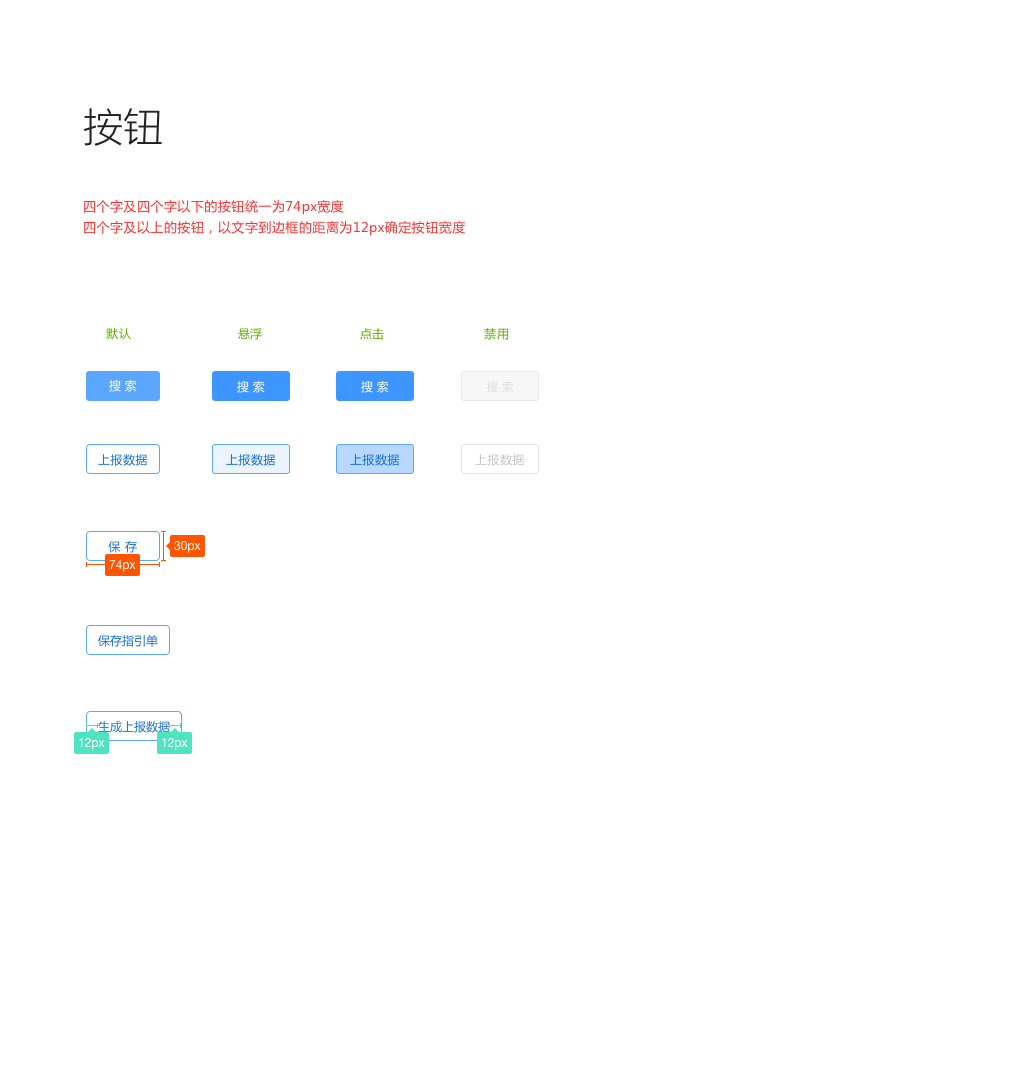 按钮
四个字及四个字以下的按钮统一为74px宽度
四个字及以上的按钮，以文字到边框的距离为12px确定按钮宽度
默认 悬浮 点击 禁用
搜 索 搜 索 搜 索 搜 索
上报数据 上报数据 上报数据 上报数据
保 存 30px
74px
保存指引单
生成上报数据
12px 12px